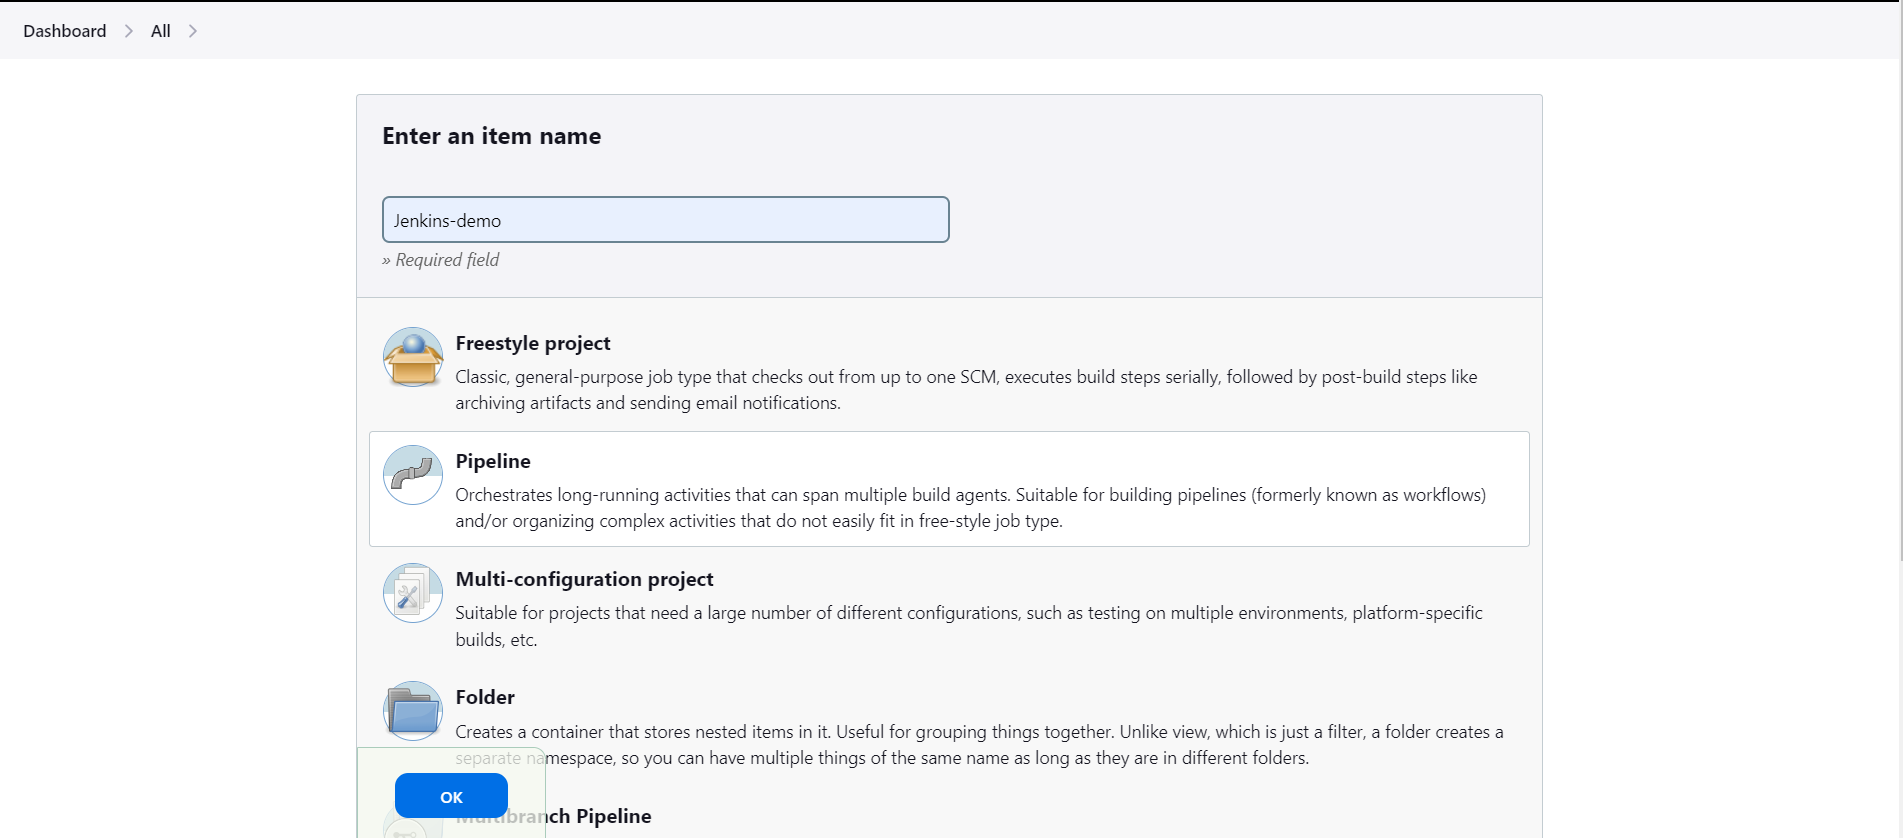 Dashboard > All >
Enter an item name
Jenkins-demo
» Required field
Freestyle project
Classic, general-purpose job type that checks out from up to one SCM, executes build steps serially, followed by post-build steps like
archiving artifacts and sending email notifications.
Pipeline
Orchestrates long-running activities that can span multiple build agents. Suitable for building pipelines (formerly known as workflows)
and/or organizing complex activities that do not easily fit in free-style job type.
Multi-configuration project
Suitable for projects that need a large number of different configurations, such as testing on multiple environments, platform-specific
builds, etc.
Folder
Creates a container that stores nested items in it. Useful for grouping things together. Unlike view, which is just a filter, a folder creates a
separate namespace, so you can have multiple things of the same name as long as they are in different folders.
OK
Multibranch Pipeline